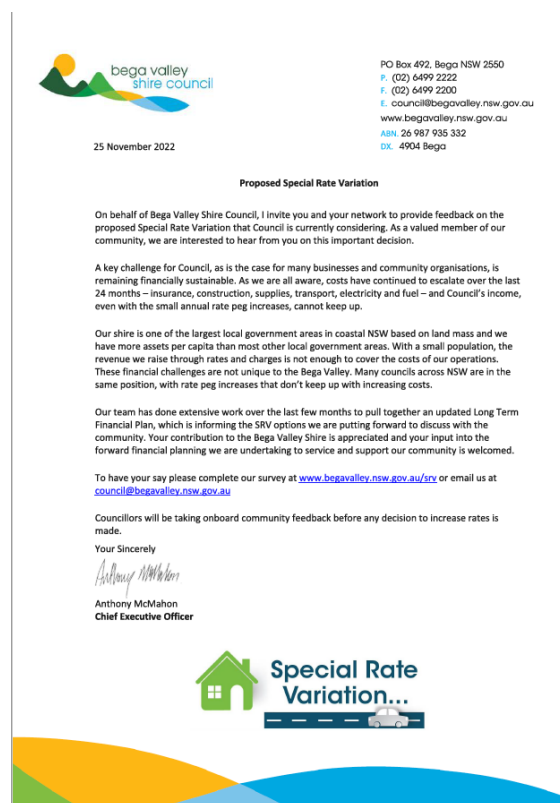 bega valley
shire council
PO Box 492, Bega NSW 2550
P. (02) 6499 2222
F. (02) 6499 2200
E. council@begavalley.nsw.gov.au
www.begavalley.nsw.gov.au
ABN. 26 987 935 332
DX. 4904 Bega
25 November 2022
Proposed Special Rate Variation
On behalf of Bega Valley Shire Council, I invite you and your network to provide feedback on the
proposed Special Rate Variation that Council is currently considering. As a valued member of our
community, we are interested to hear from you on this important decision.
A key challenge for Council, as is the case for many businesses and community organisations, is
remaining financially sustainable. As we are all aware, costs have continued to escalate over the last
24 months – insurance, construction, supplies, transport, electricity and fuel – and Council's income,
even with the small annual rate peg increases, cannot keep up.
Our shire is one of the largest local government areas in coastal NSW based on land mass and we
have more assets per capita than most other local government areas. With a small population, the
revenue we raise through rates and charges is not enough to cover the costs of our operations.
These financial challenges are not unique to the Bega Valley. Many councils across NSW are in the
same position, with rate peg increases that don't keep up with increasing costs.
Our team has done extensive work over the last few months to pull together an updated Long Term
Financial Plan, which is informing the SRV options we are putting forward to discuss with the
community. Your contribution to the Bega Valley Shire is appreciated and your input into the
forward financial planning we are undertaking to service and support our community is welcomed.
To have your say please complete our survey at www.begavalley.nsw.gov.au/srv or email us at
council@begavalley.nsw.gov.au
Councillors will be taking onboard community feedback before any decision to increase rates is
made.
Your Sincerely
Anthony McMahon
Anthony McMahon
Chief Executive Officer
Special Rate
Variation...